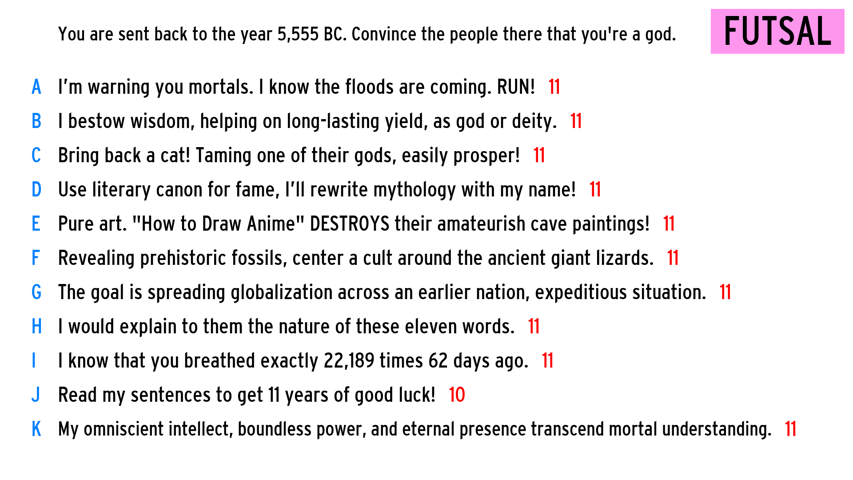 You are sent back to the year 5,555 BC. Convince the people there that you're a god.
FUTSAL
A I'm warning you mortals. I know the floods are coming. RUN! 11
B I bestow wisdom, helping on long-lasting yield, as god or deity. 11
C Bring back a cat! Taming one of their gods, easily prosper! 11
D Use literary canon for fame, I'll rewrite mythology with my name! 11
E Pure art. "How to Draw Anime" DESTROYS their amateurish cave paintings! 11
F Revealing prehistoric fossils, center a cult around the ancient giant lizards. 11
G The goal is spreading globalization across an earlier nation, expeditious situation. 11
H I would explain to them the nature of these eleven words. 11
I I know that you breathed exactly 22,189 times 62 days ago. 11
J Read my sentences to get 11 years of good luck! 10
K My omniscient intellect, boundless power, and eternal presence transcend mortal understanding. 11